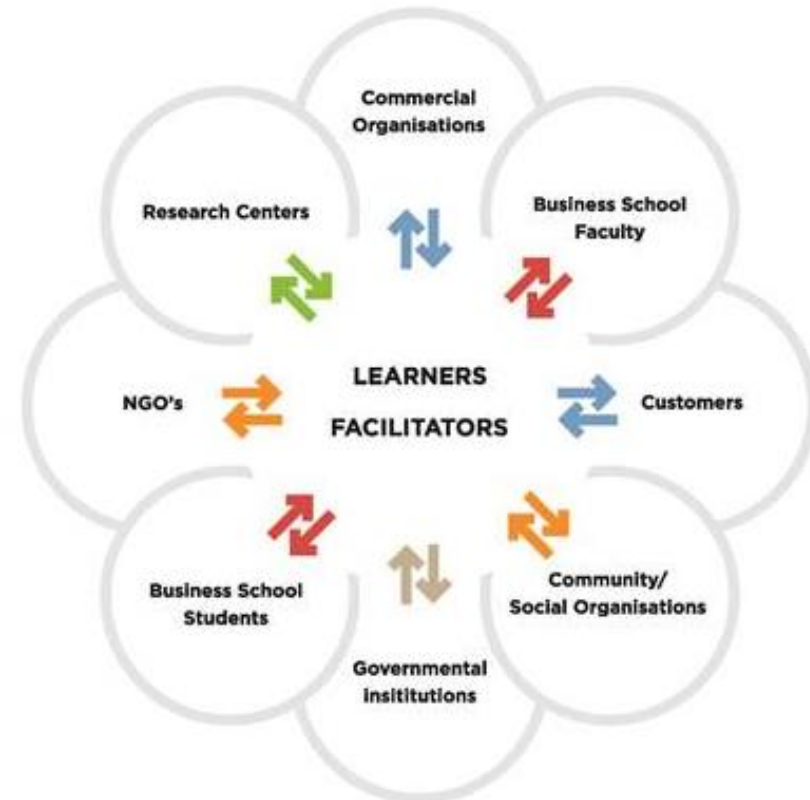 Commercial
Organisations
Research Centers
Business School
Faculty
LEARNERS
FACILITATORS
NGO's
Customers
Business School
Students
Community/
Social Organisations
Governmental
insititutions